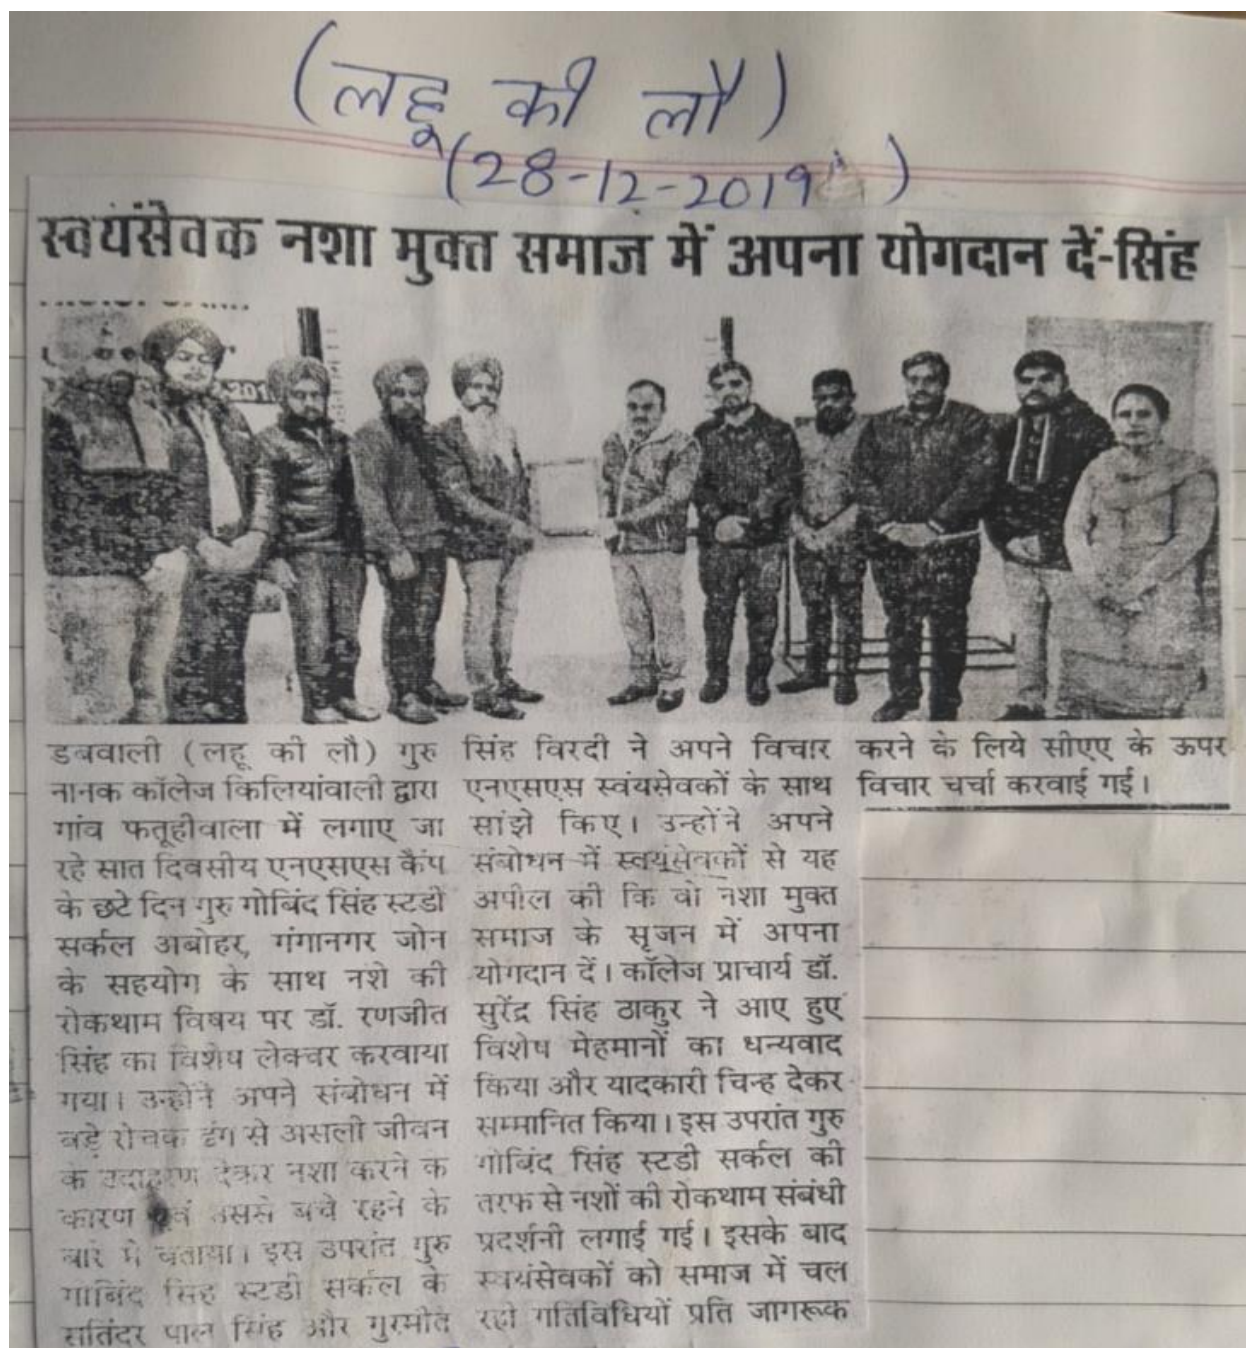 (लहू की लौ)
(28-12-2019)
स्वयंसेवक नशा मुक्त समाज में अपना योगदान दें-सिंह
डबवाली (लहू की लौ) गुरु
नानक कॉलेज किलियांवाली द्वारा
गांव फतूहीवाला में लगाए जा
रहे सात दिवसीय एनएसएस कैंप
के छटे दिन गुरु गोबिंद सिंह स्टडी
सर्कल अबोहर, गंगानगर जोन
के सहयोग के साथ नशे की
रोकथाम विषय पर डॉ. रणजीत
सिंह का विशेष लेक्चर करवाया
गया। उन्होंने अपने संबोधन में
बड़े रोचक ढंग से असली जीवन
के उदाहरण देकर नशा करने के
कारण एवं उससे बचे रहने के
बारे में बताया। इस उपरांत गुरु
गोबिंद सिंह स्टडी सर्कल के
सतिंदर पाल सिंह और गुरमीत
सिंह विरदी ने अपने विचार
एनएसएस स्वंयसेवकों के साथ
सांझे किए। उन्होंने अपने
संबोधन में स्वयंसेवकों से यह
अपील की कि वो नशा मुक्त
समाज के सृजन में अपना
योगदान दें। कॉलेज प्राचार्य डॉ.
सुरेंद्र सिंह ठाकुर ने आए हुए
विशेष मेहमानों का धन्यवाद
किया और यादकारी चिन्ह देकर
सम्मानित किया। इस उपरांत गुरु
गोबिंद सिंह स्टडी सर्कल की
तरफ से नशों की रोकथाम संबंधी
प्रदर्शनी लगाई गई। इसके बाद
स्वयंसेवकों को समाज में चल
रही गतिविधियों प्रति जागरूक
करने के लिये सीएए के ऊपर
विचार चर्चा करवाई गई।